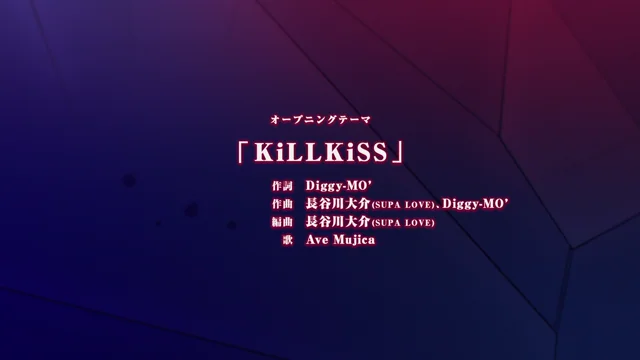 オープニングテーマ
「KiLLKiSS」
作詞 Diggy-MO’
作曲 長谷川大介(SUPA LOVE)、Diggy-MO’
編曲 長谷川大介(SUPA LOVE)
歌 Ave Mujica